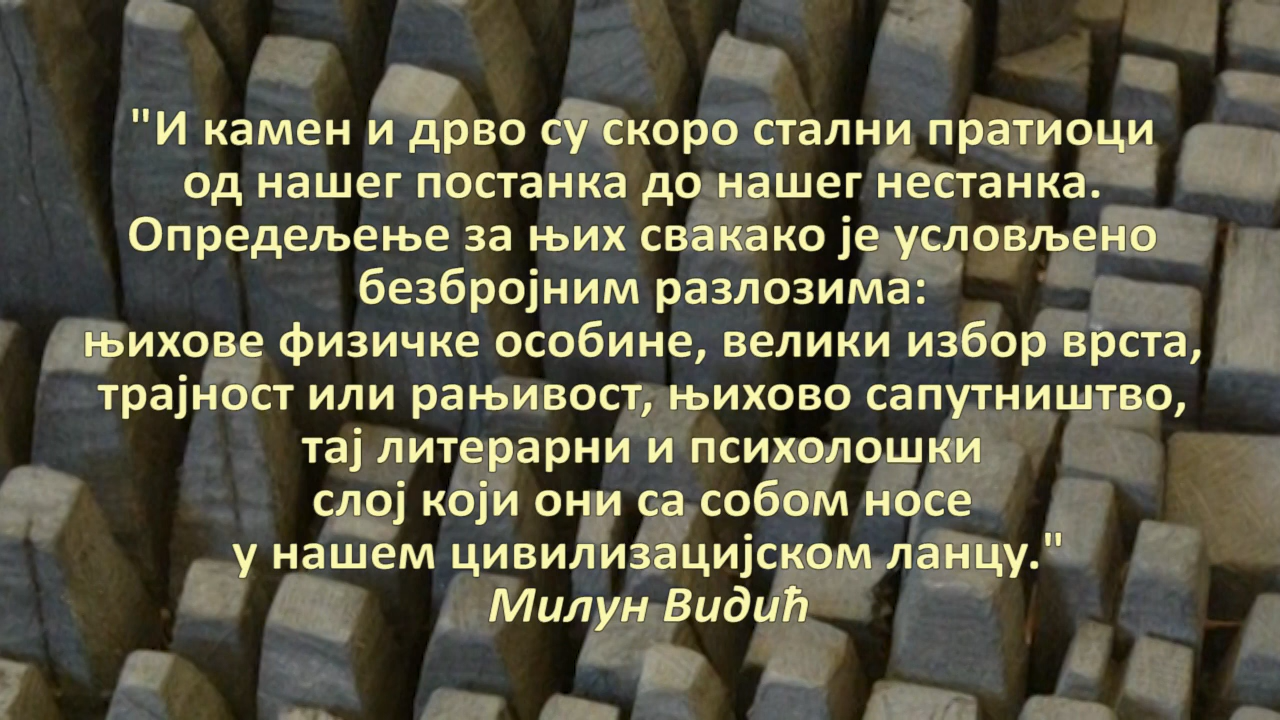 "И камен и дрво су скоро стални пратиоци
од нашег постанка до нашег нестанка.
Опредељење за њих свакако је условљено
безбројним разлозима:
њихове физичке особине, велики избор врста,
трајност или рањивост, њихово сапутништво,
тај литерарни и психолошки
слој који они са собом носе
у нашем цивилизацијском ланцу."
Милун Видић